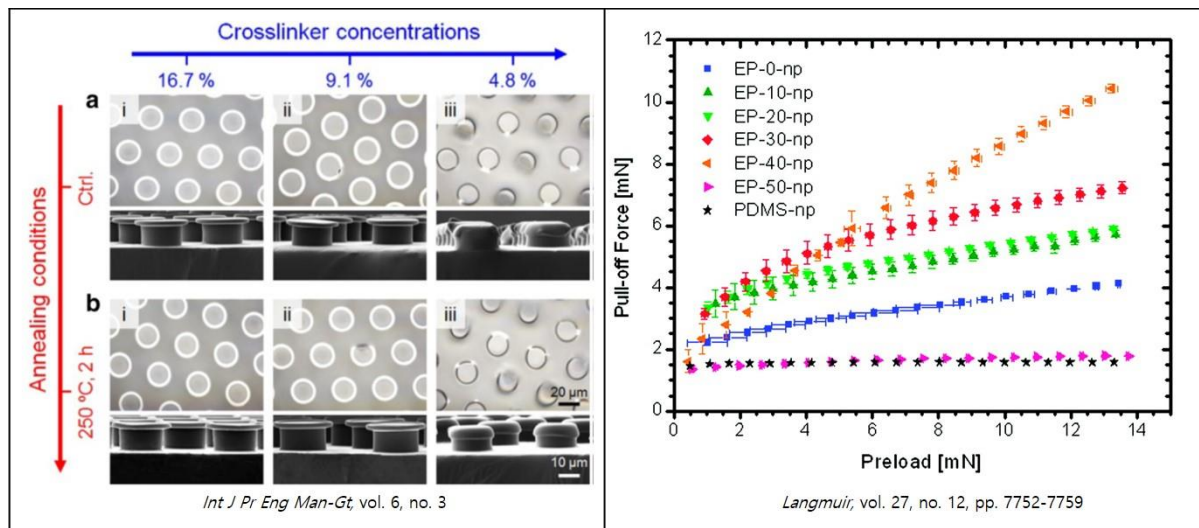 Crosslinker concentrations
16.7 %
9.1 %
4.8 %
Annealing conditions
Ctrl.
250 ºC, 2 h
a
i
ii
iii
b
i
ii
iii
20 µm
10 µm
Int J Pr Eng Man-Gt, vol. 6, no. 3
12
10
8
6
4
2
0
Pull-off Force [mN]
EP-0-np
EP-10-np
EP-20-np
EP-30-np
EP-40-np
EP-50-np
PDMS-np
0
2
4
6
8
10
12
14
Preload [mN]
Langmuir, vol. 27, no. 12, pp. 7752-7759